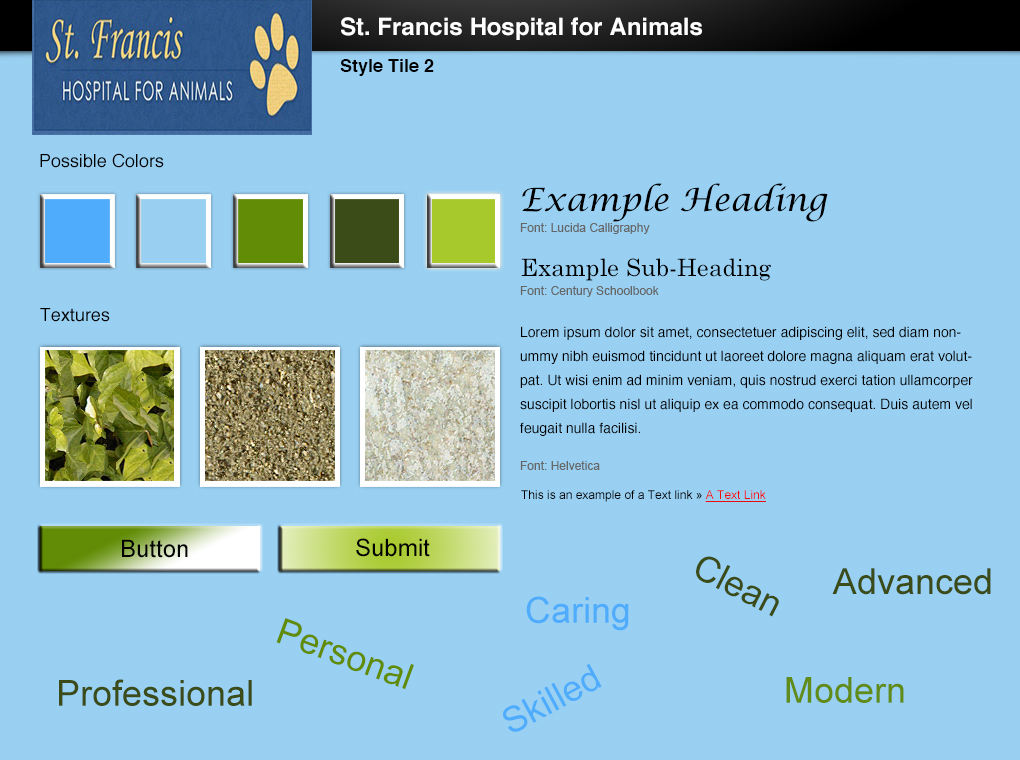 St. Francis
HOSPITAL FOR ANIMALS
St. Francis Hospital for Animals
Style Tile 2
Possible Colors
Textures
Button
Submit
Example Heading
Font: Lucida Calligraphy
Example Sub-Heading
Font: Century Schoolbook
Lorem ipsum dolor sit amet, consectetuer adipiscing elit, sed diam non-
ummy nibh euismod tincidunt ut laoreet dolore magna aliquam erat volut-
pat. Ut wisi enim ad minim veniam, quis nostrud exerci tation ullamcorper
suscipit lobortis nisl ut aliquip ex ea commodo consequat. Duis autem vel
feugait nulla facilisi.
Font: Helvetica
This is an example of a Text link » A Text Link
Clean
Advanced
Caring
Personal
Professional
Skilled
Modern